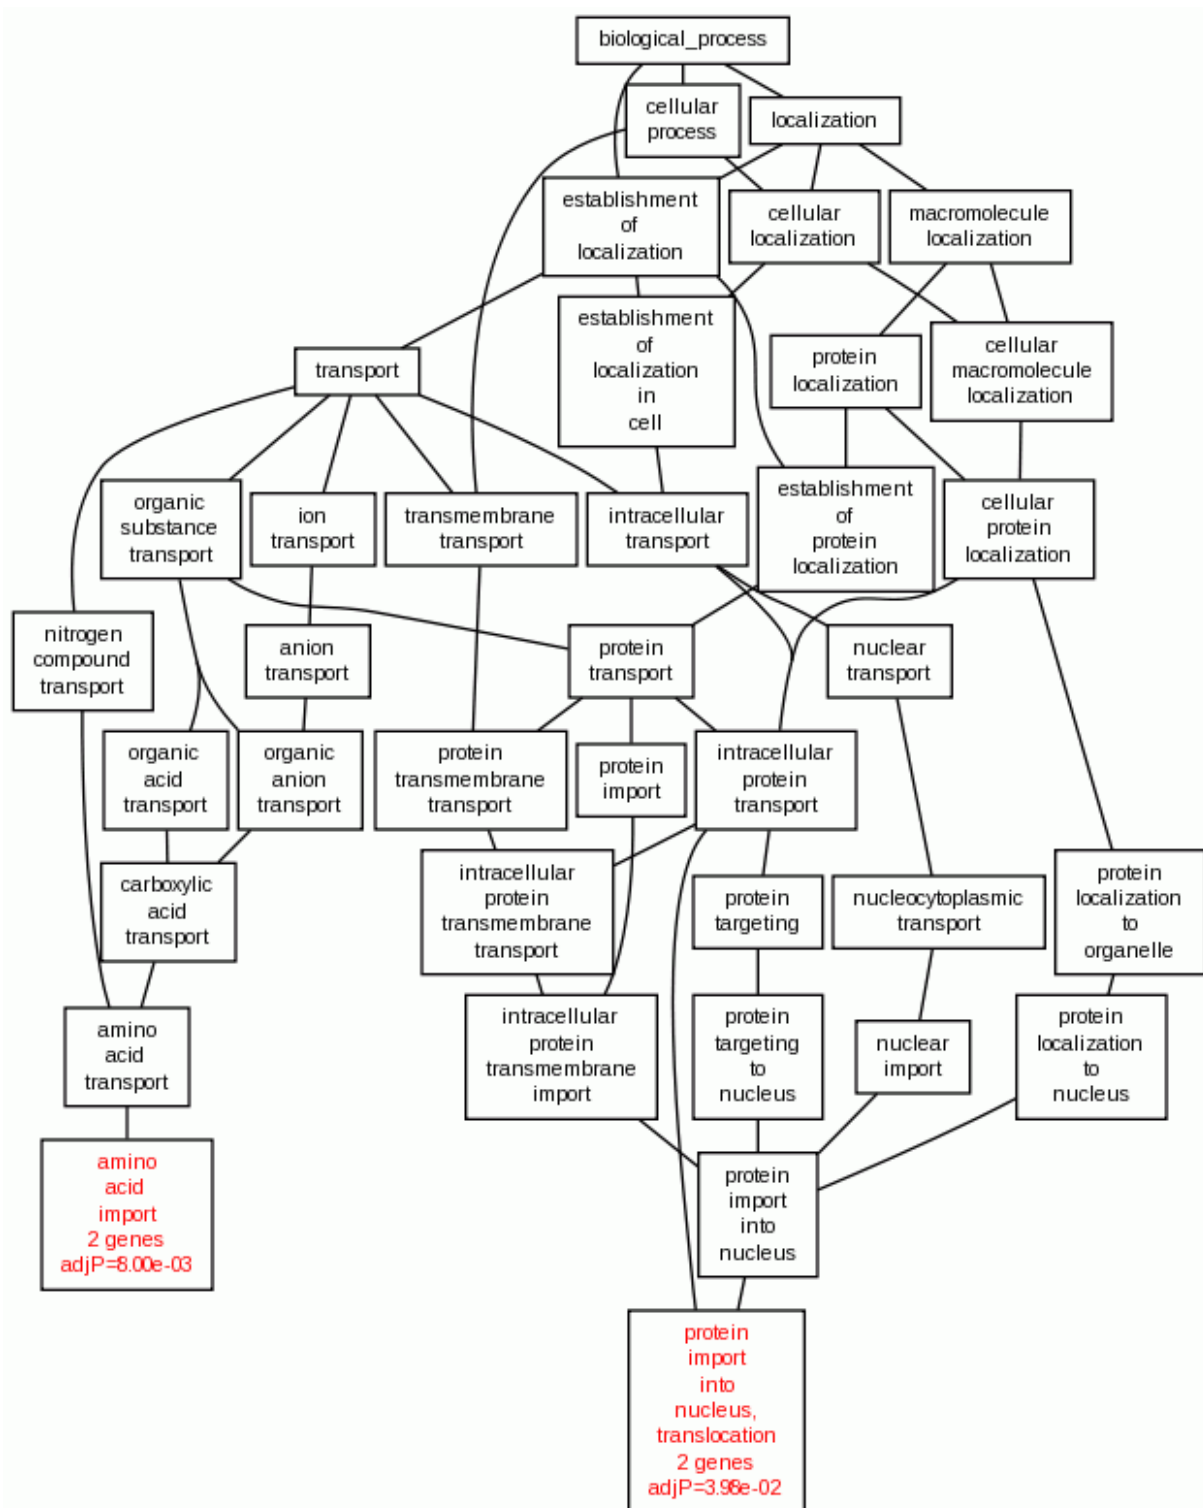 biological_process
cellular
process
localization
establishment
of
localization
cellular
localization
macromolecule
localization
establishment
of
localization
in
cell
transport
protein
localization
cellular
macromolecule
localization
organic
substance
transport
ion
transport
transmembrane
transport
intracellular
transport
establishment
of
protein
localization
cellular
protein
localization
nitrogen
compound
transport
anion
transport
protein
transport
nuclear
transport
organic
acid
transport
organic
anion
transport
protein
transmembrane
transport
protein
import
intracellular
protein
transport
carboxylic
acid
transport
intracellular
protein
transmembrane
transport
protein
targeting
nucleocytoplasmic
transport
protein
localization
to
organelle
amino
acid
transport
intracellular
protein
transmembrane
import
protein
targeting
to
nucleus
nuclear
import
protein
localization
to
nucleus
amino
acid
import
2 genes
adjP=8.00e-03
protein
import
into
nucleus
protein
import
into
nucleus,
translocation
2 genes
adjP=3.98e-02